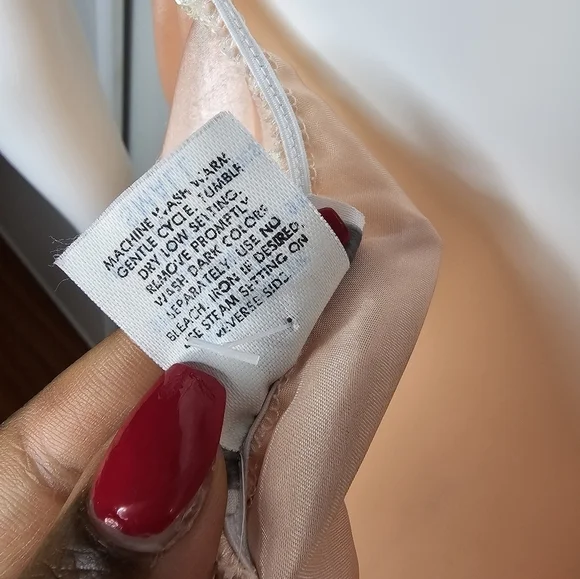 MACHINE WASH WARM,
GENTLE CYCLE. TUMBLE
DRY LOW SETTING.
REMOVE PROMPTLY.
WASH DARK COLORS
SEPARATELY. USE NO
BLEACH. IRON IF DESIRED.
USE STEAM SETTING ON
REVERSE SIDE.